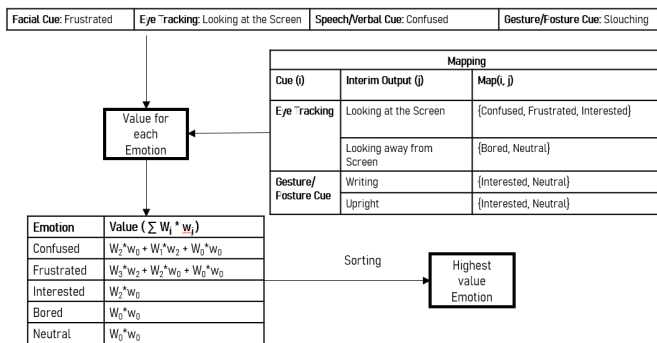 Facial Cue: Frustrated
Eye Tracking: Looking at the Screen
Speech/Verbal Cue: Confused
Gesture/Posture Cue: Slouching
Mapping
Cue (i) Interim Output (j) Map(i, j)
Eye Tracking Looking at the Screen {Confused, Frustrated, Interested}
Looking away from
Screen
{Bored, Neutral}
Gesture/
Posture Cue
Writing {Interested, Neutral}
Upright {Interested, Neutral}
Value for
each
Emotion
Emotion Value ( ∑ Wᵢ * wⱼ)
Confused W₂*w₀ + W₁*w₂ + W₀*w₀
Frustrated W₃*w₂ + W₂*w₀ + W₀*w₀
Interested W₂*w₀
Bored W₀*w₀
Neutral W₀*w₀
Sorting
Highest
value
Emotion